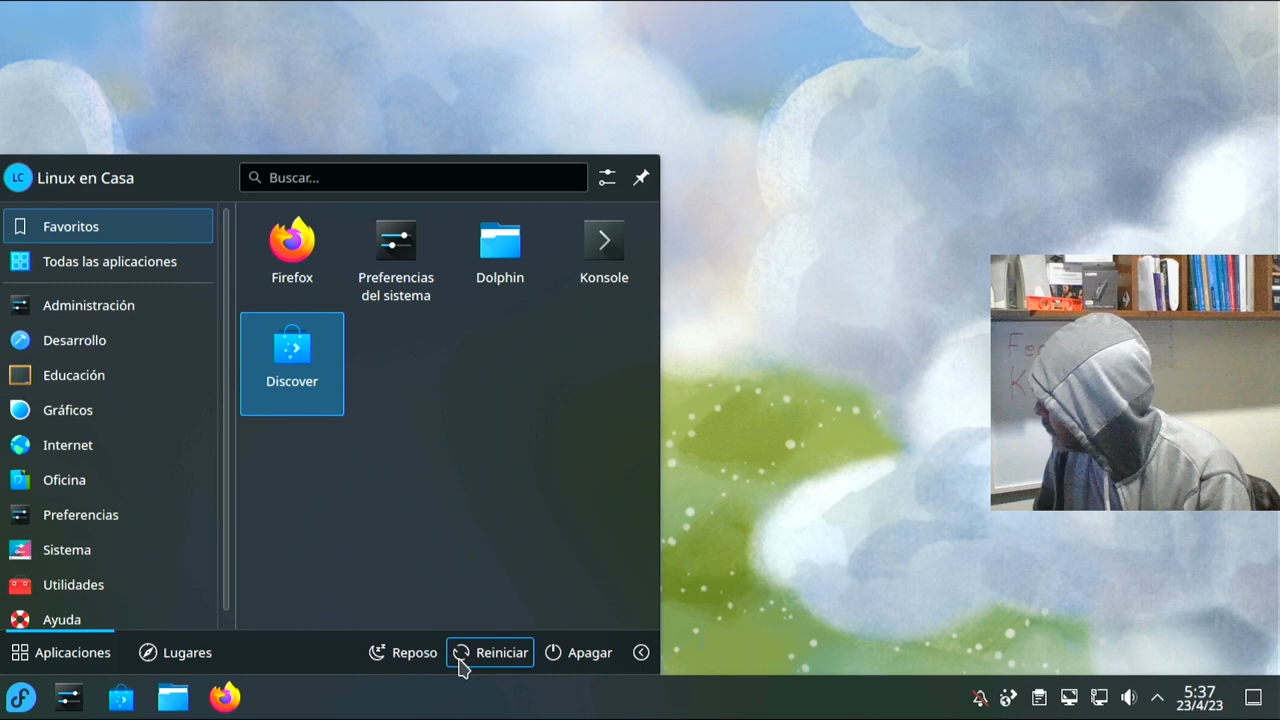 LC Linux en Casa
Buscar...
Favoritos
Todas las aplicaciones
Administración
Desarrollo
Educación
Gráficos
Internet
Oficina
Preferencias
Sistema
Utilidades
Ayuda
Firefox
Preferencias
del sistema
Dolphin
Konsole
Discover
Aplicaciones
Lugares
Reposo
Reiniciar
Apagar
5:37
23/4/23